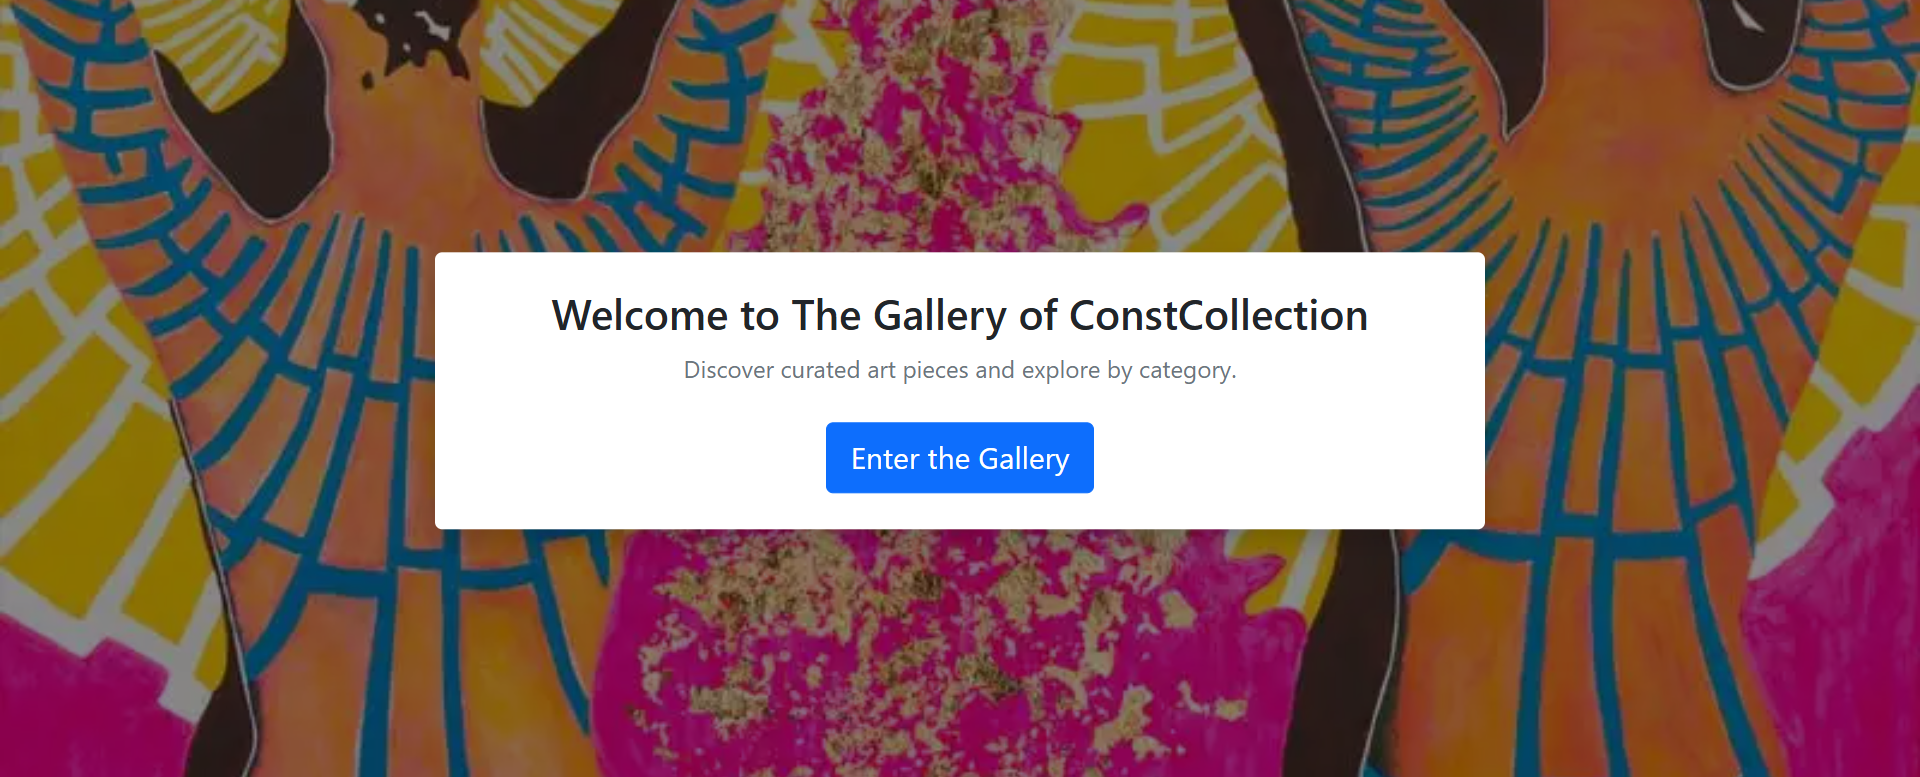 Welcome to The Gallery of ConstCollection
Discover curated art pieces and explore by category.
Enter the Gallery